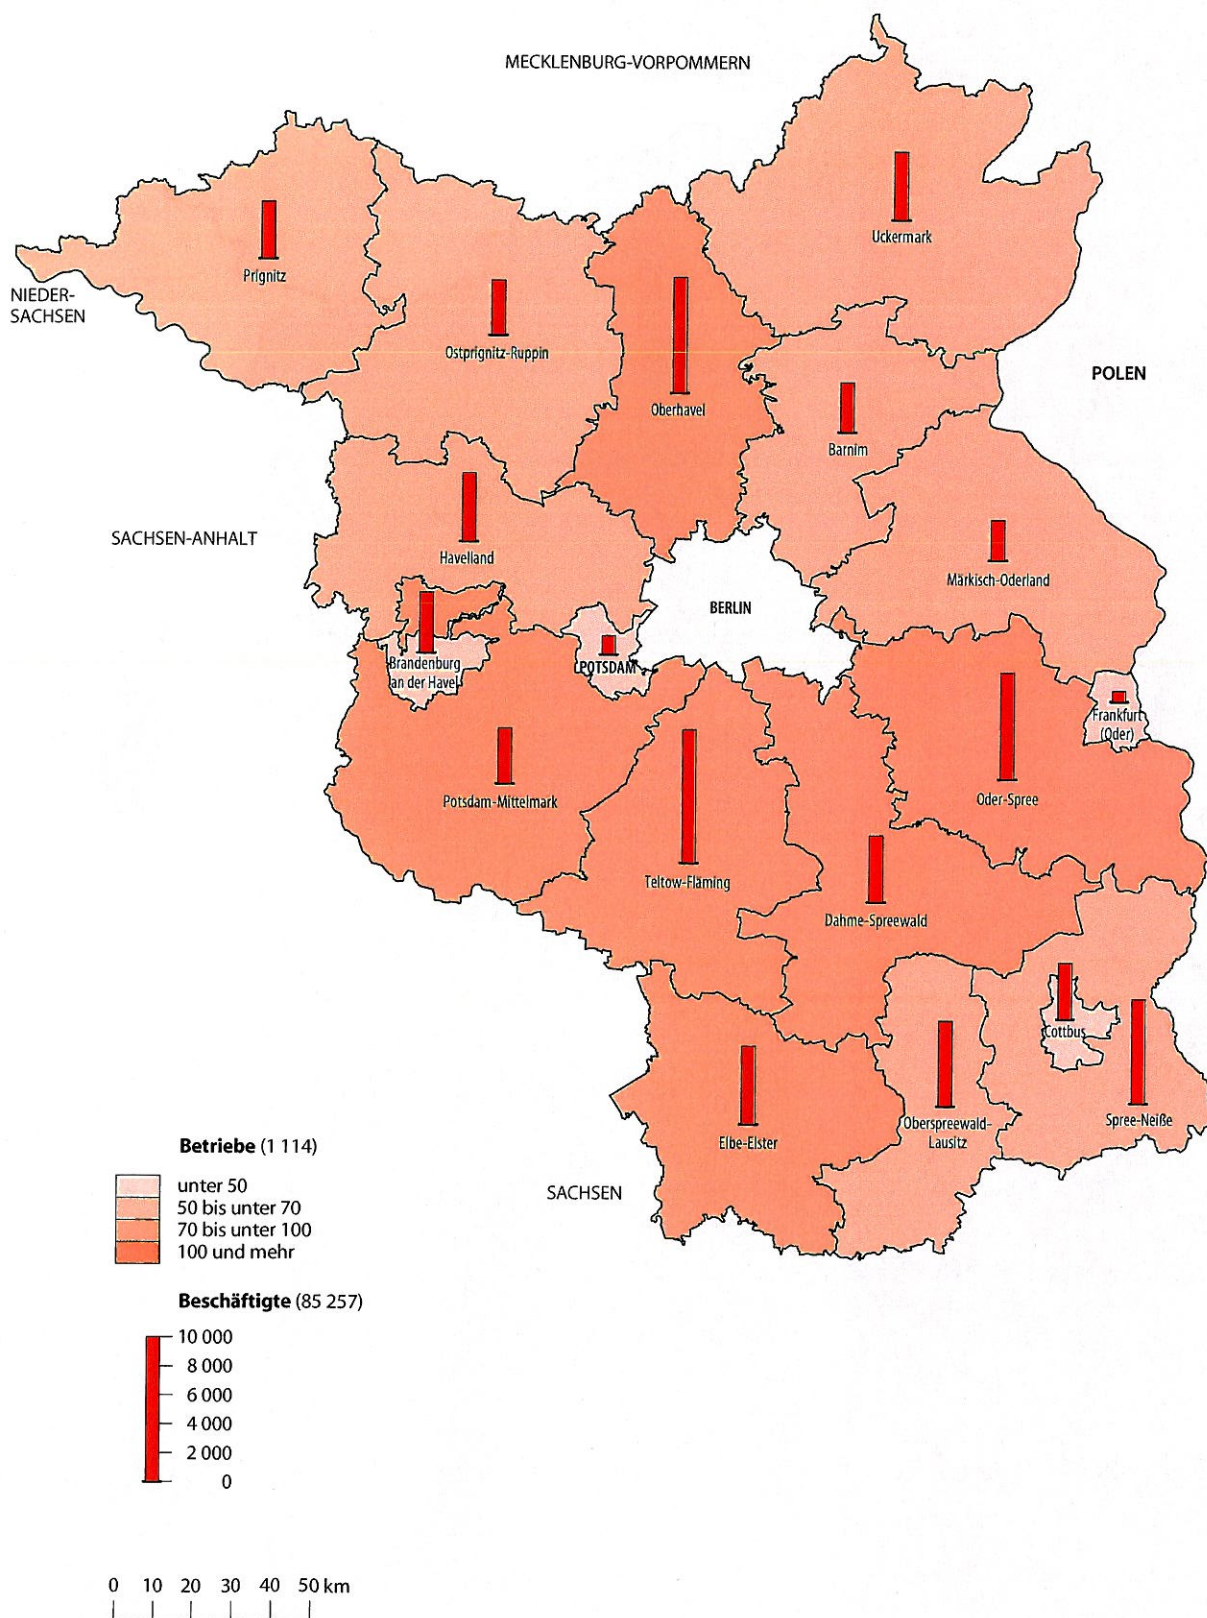 MECKLENBURG-VORPOMMERN
Uckermark
Prignitz
NIEDER-
SACHSEN
Ostprignitz-Ruppin
POLEN
Oberhavel
Barnim
SACHSEN-ANHALT
Havelland
Märkisch-Oderland
BERLIN
Brandenburg
an der Havel
POTSDAM
Frankfurt
(Oder)
Potsdam-Mittelmark
Oder-Spree
Teltow-Fläming
Dahme-Spreewald
Cottbus
Oberspreewald-
Lausitz
Spree-Neiße
Elbe-Elster
SACHSEN
Betriebe (1 114)
unter 50
50 bis unter 70
70 bis unter 100
100 und mehr
Beschäftigte (85 257)
10 000
8 000
6 000
4 000
2 000
0
0 10 20 30 40 50 km